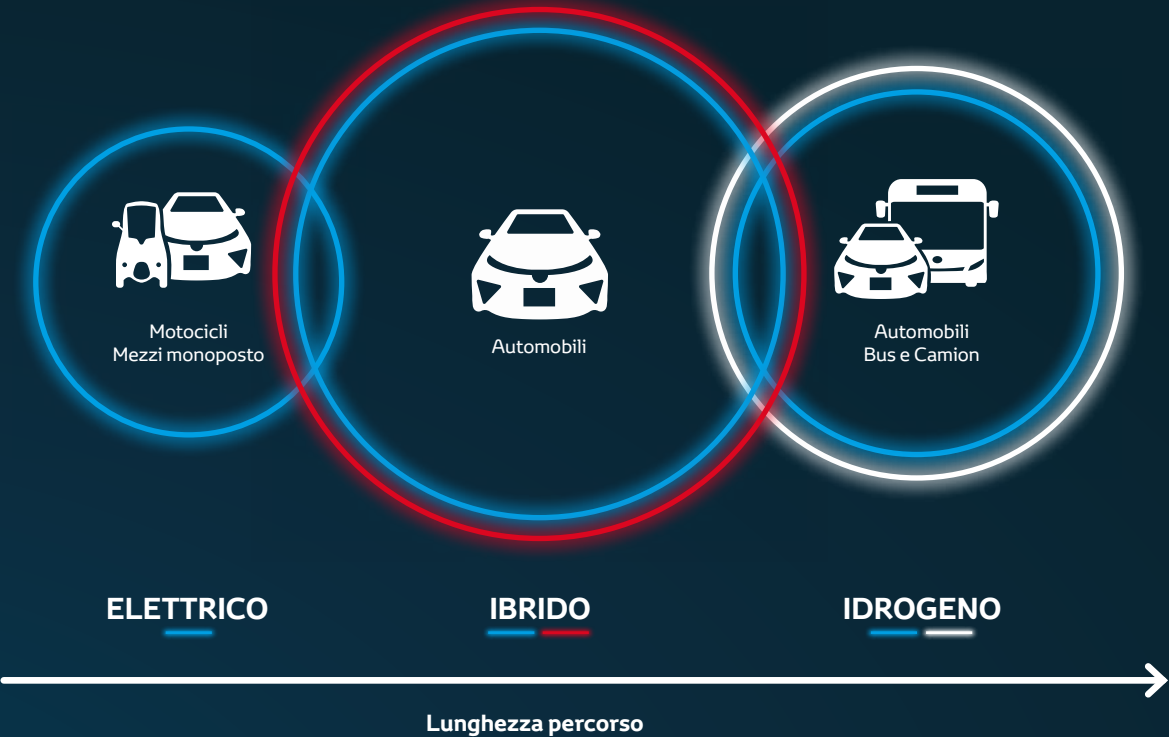 Motocicli
Mezzi monoposto
Automobili
Automobili
Bus e Camion
ELETTRICO
IBRIDO
IDROGENO
Lunghezza percorso